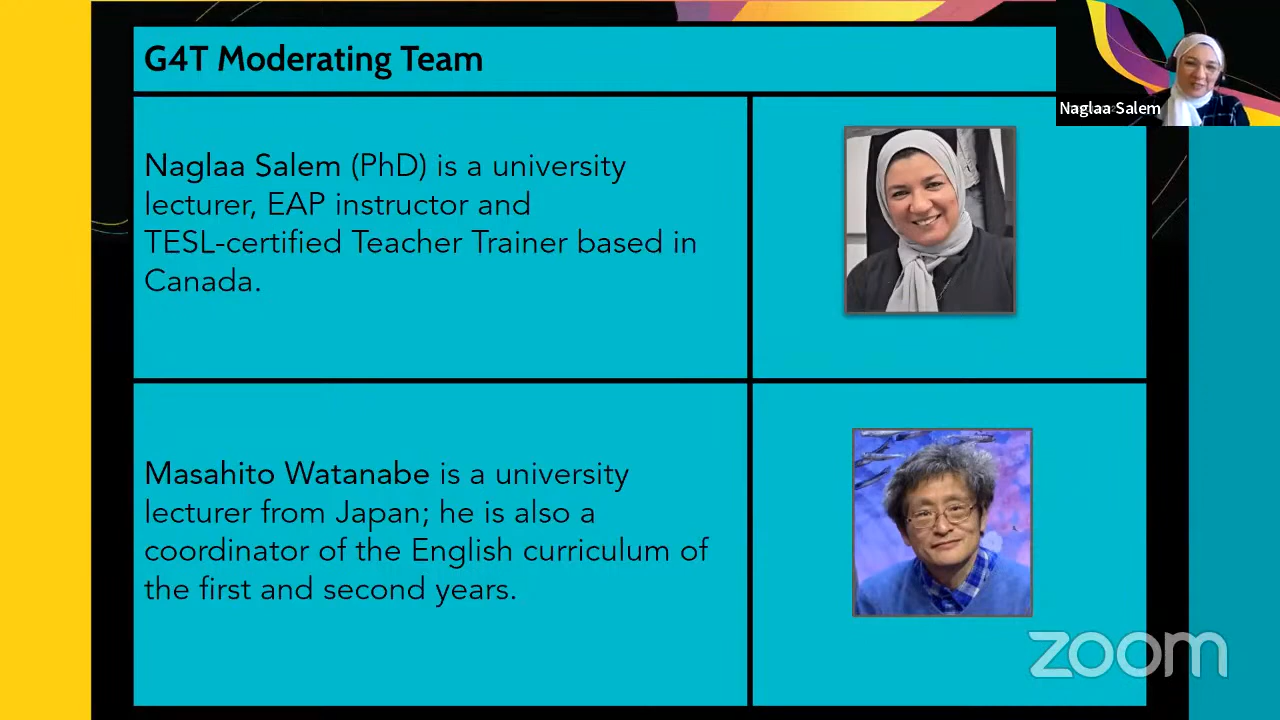 G4T Moderating Team
Naglaa Salem
Naglaa Salem (PhD) is a university
lecturer, EAP instructor and
TESL-certified Teacher Trainer based in
Canada.
Masahito Watanabe is a university
lecturer from Japan; he is also a
coordinator of the English curriculum of
the first and second years.
zoom